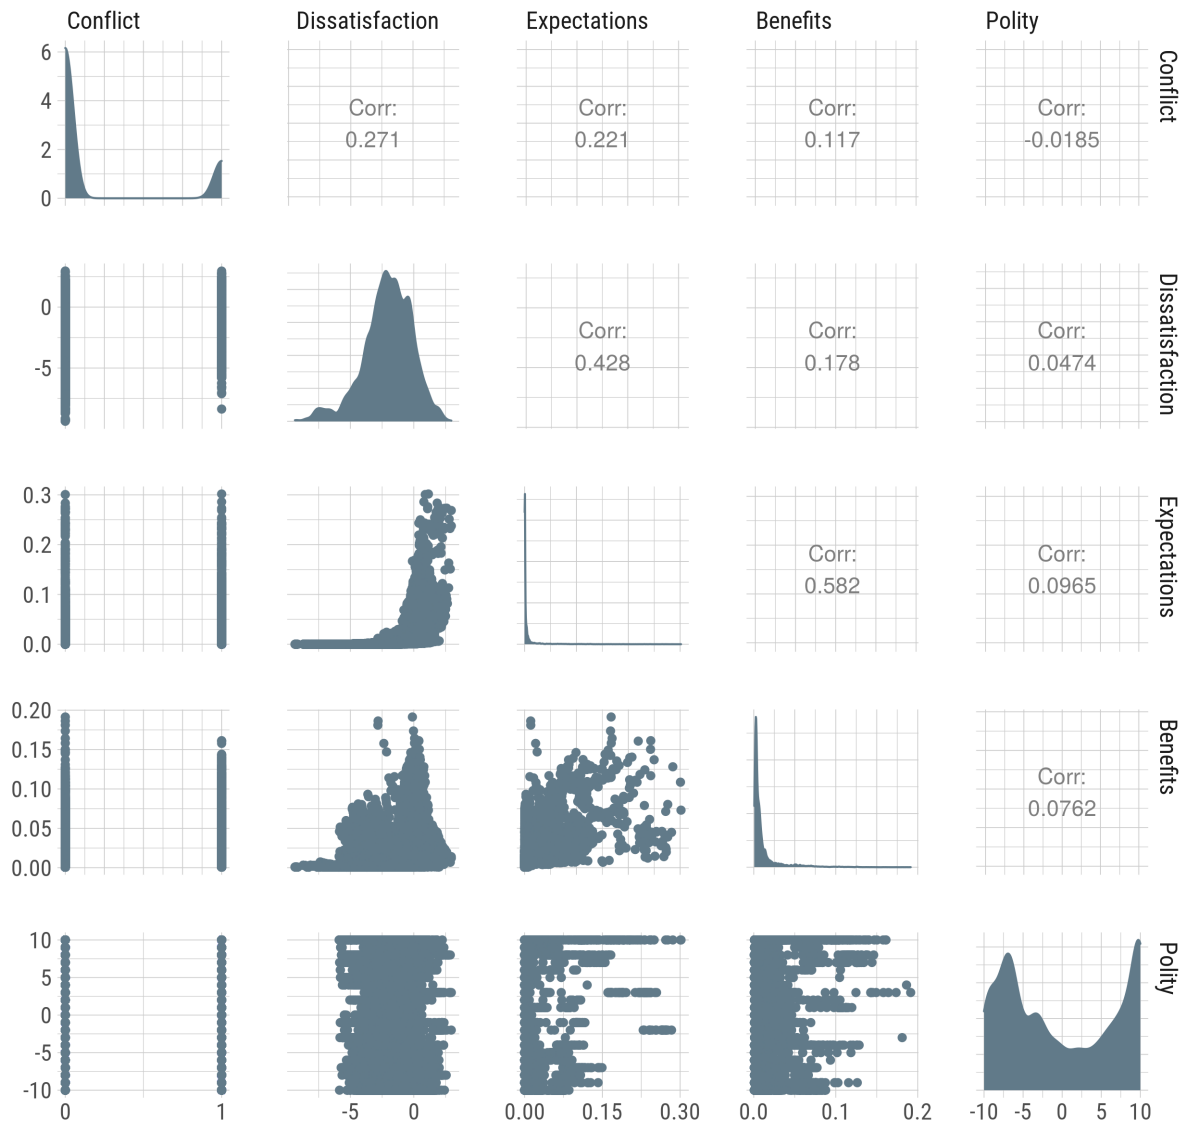 Conflict Dissatisfaction Expectations Benefits Polity
6
4
2
0
Corr:
0.271
Corr:
0.221
Corr:
0.117
Corr:
-0.0185
Conflict
0
-5
Corr:
0.428
Corr:
0.178
Corr:
0.0474
Dissatisfaction
0.3
0.2
0.1
0.0
Corr:
0.582
Corr:
0.0965
Expectations
0.20
0.15
0.10
0.05
0.00
Corr:
0.0762
Benefits
10
5
0
-5
-10
Polity
0 1 -5 0 0.00 0.15 0.30 0.0 0.1 0.2 -10 -5 0 5 10